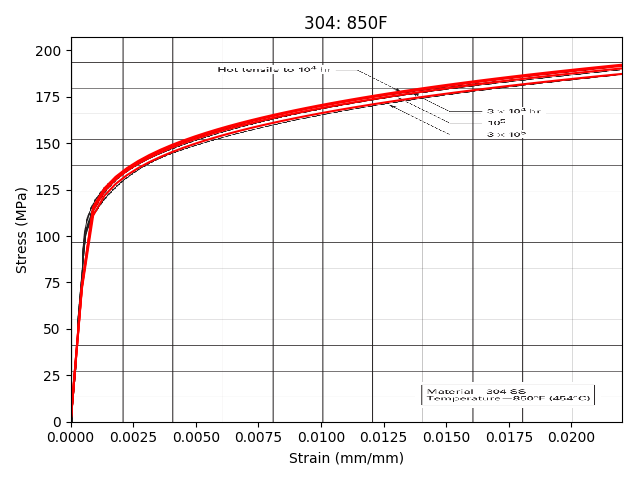 304: 850F
Stress (MPa)
200
175
150
125
100
75
50
25
0
Hot tensile to 10⁴ hr
3 × 10⁴ hr
10⁵
3 × 10⁵
Material—304 SS
Temperature—850°F (454°C)
0.0000 0.0025 0.0050 0.0075 0.0100 0.0125 0.0150 0.0175 0.0200
Strain (mm/mm)